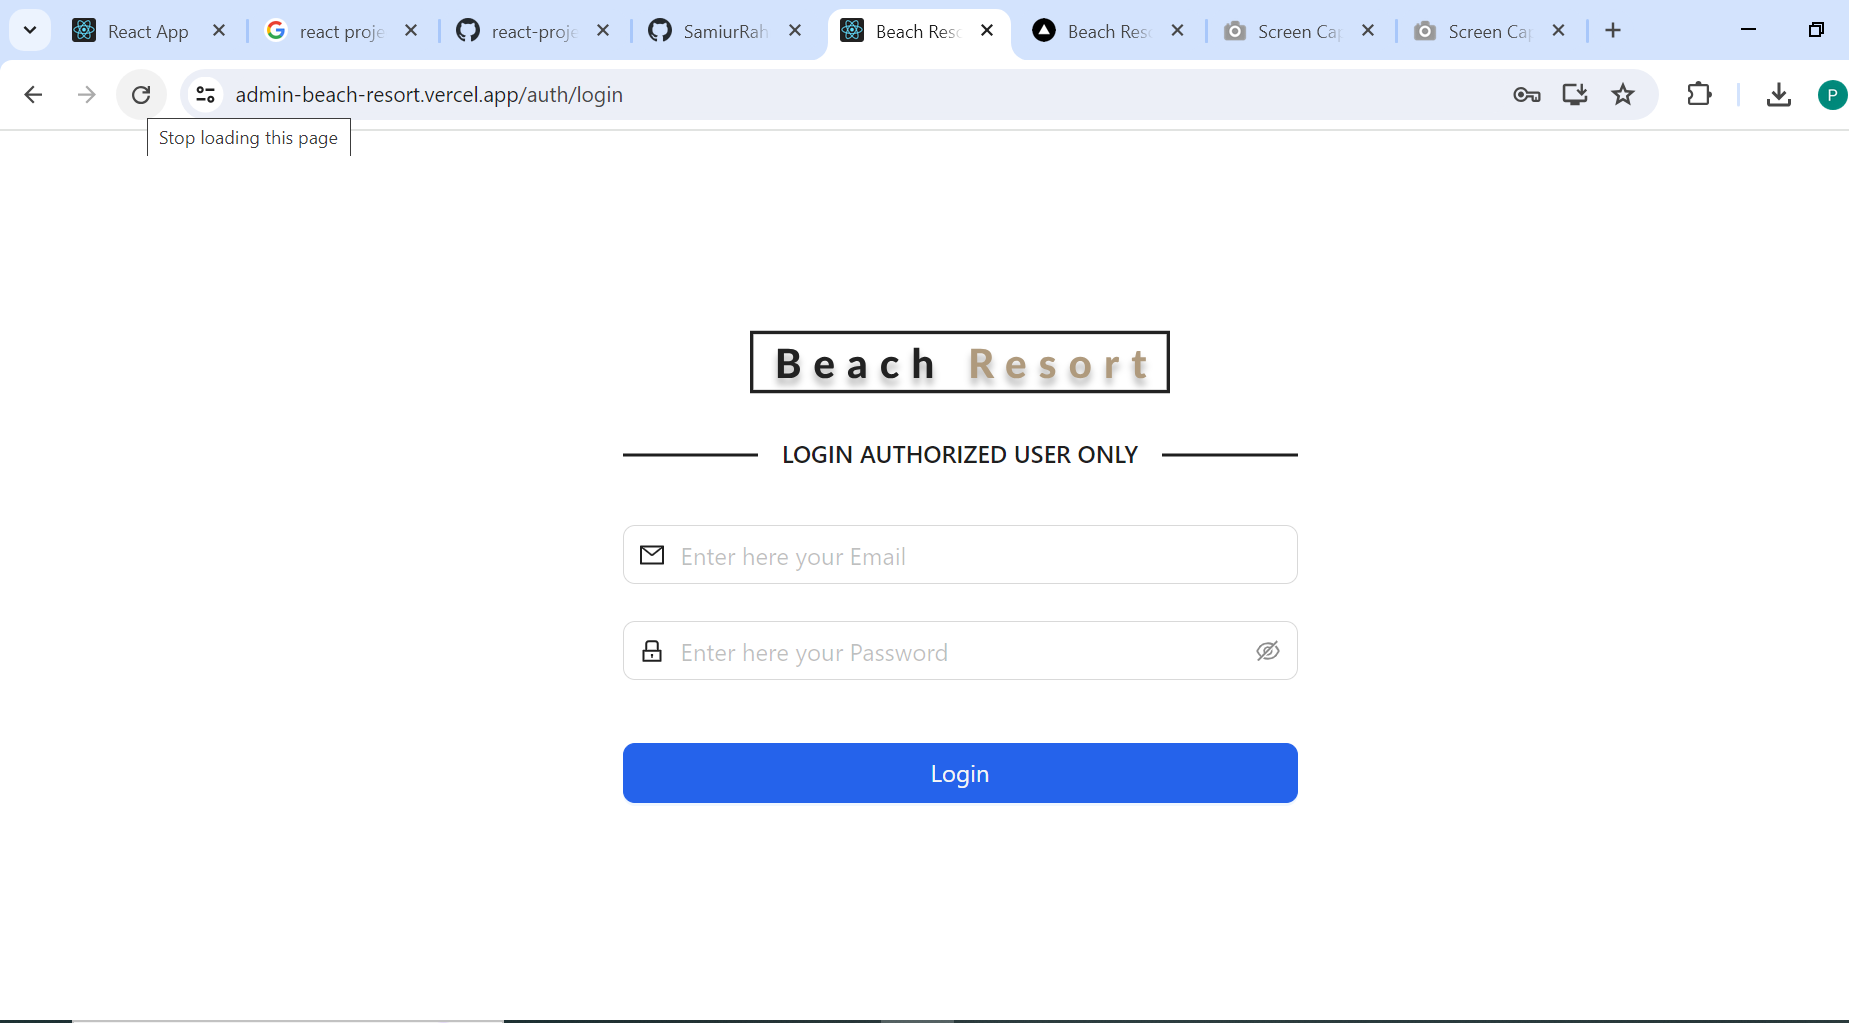 React App
react proje
react-proje
SamiurRah
Beach Res
Beach Res
Screen Ca
Screen Ca
admin-beach-resort.vercel.app/auth/login
P
Stop loading this page
Beach Resort
LOGIN AUTHORIZED USER ONLY
Enter here your Email
Enter here your Password
Login